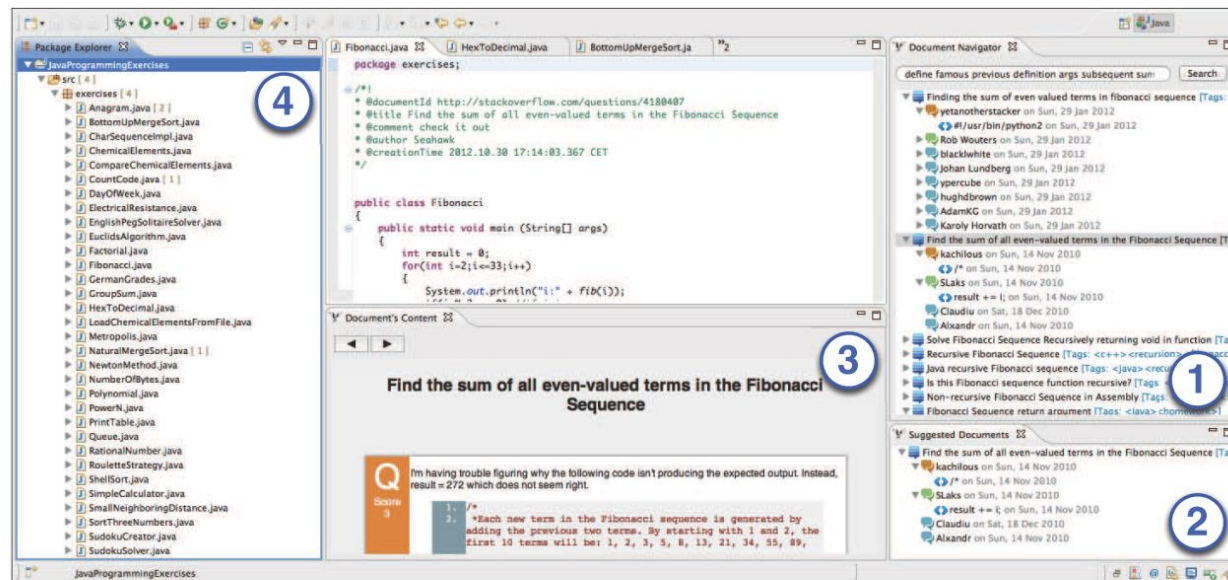 Java
Package Explorer
JavaProgrammingExercises
src [ 4 ]
exercises [ 4 ]
Anagram.java [ 2 ]
BottomUpMergeSort.java
CharSequenceImpl.java
ChemicalElements.java
CompareChemicalElements.java
CountCode.java [ 1 ]
DayOfWeek.java
ElectricalResistance.java
EnglishPegSolitaireSolver.java
EuclidsAlgorithm.java
Factorial.java
Fibonacci.java
GermanGrades.java
GroupSum.java
HexToDecimal.java
LoadChemicalElementsFromFile.java
Metropolis.java
NaturalMergeSort.java [ 1 ]
NewtonMethod.java
NumberOfBytes.java
Polynomial.java
PowerN.java
PrintTable.java
Queue.java
RationalNumber.java
RouletteStrategy.java
ShellSort.java
SimpleCalculator.java
SmallNeighboringDistance.java
SortThreeNumbers.java
SudokuCreator.java
SudokuSolver.java
4
Fibonacci.java HexToDecimal.java BottomUpMergeSort.ja »2
package exercises;
/*!
* @documentId http://stackoverflow.com/questions/4180407
* @title Find the sum of all even-valued terms in the Fibonacci Sequence
* @comment check it out
* @author Seahawk
* @creationTime 2012.10.30 17:14:03.367 CET
*/
public class Fibonacci
{
public static void main (String[] args)
{
int result = 0;
for(int i=2;i<=33;i++)
{
System.out.println("i:" + fib(i));
Document's Content
3
Find the sum of all even-valued terms in the Fibonacci
Sequence
Q
Score
3
I'm having trouble figuring why the following code isn't producing the expected output. Instead,
result = 272 which does not seem right.
1. /*
2. *Each new term in the Fibonacci sequence is generated by
adding the previous two terms. By starting with 1 and 2, the
first 10 terms will be: 1, 2, 3, 5, 8, 13, 21, 34, 55, 89,
Document Navigator
define famous previous definition args subsequent sum Search
Finding the sum of even valued terms in fibonacci sequence [Tags:
yetanotherstacker on Sun, 29 Jan 2012
#!/usr/bin/python2 on Sun, 29 Jan 2012
Rob Wouters on Sun, 29 Jan 2012
blacklwhite on Sun, 29 Jan 2012
Johan Lundberg on Sun, 29 Jan 2012
ypercube on Sun, 29 Jan 2012
hughdbrown on Sun, 29 Jan 2012
AdamKG on Sun, 29 Jan 2012
Karoly Horvath on Sun, 29 Jan 2012
Find the sum of all even-valued terms in the Fibonacci Sequence [T
kachilous on Sun, 14 Nov 2010
/* on Sun, 14 Nov 2010
SLaks on Sun, 14 Nov 2010
result += i; on Sun, 14 Nov 2010
Claudiu on Sat, 18 Dec 2010
Alxandr on Sun, 14 Nov 2010
Solve Fibonacci Sequence Recursively returning void in function [Ta
Recursive Fibonacci Sequence [Tags: <c++><recursion>
Java recursive Fibonacci sequence [Tags: <java><recu
Is this Fibonacci sequence function recursive? [Tags:
Non-recursive Fibonacci Sequence in Assembly [Tags:
Fibonacci Sequence return argument [Tags: <java>
1
Suggested Documents
Find the sum of all even-valued terms in the Fibonacci Sequence [Ta
kachilous on Sun, 14 Nov 2010
/* on Sun, 14 Nov 2010
SLaks on Sun, 14 Nov 2010
result += i; on Sun, 14 Nov 2010
Claudiu on Sat, 18 Dec 2010
Alxandr on Sun, 14 Nov 2010
2
JavaProgrammingExercises